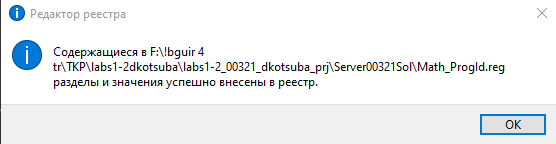 Редактор реестра
Содержащиеся в F:\!bguir 4
tr\TKP\labs1-2dkotsuba\labs1-2_00321_dkotsuba_prj\Server00321Sol\Math_ProgId.reg
разделы и значения успешно внесены в реестр.
OK